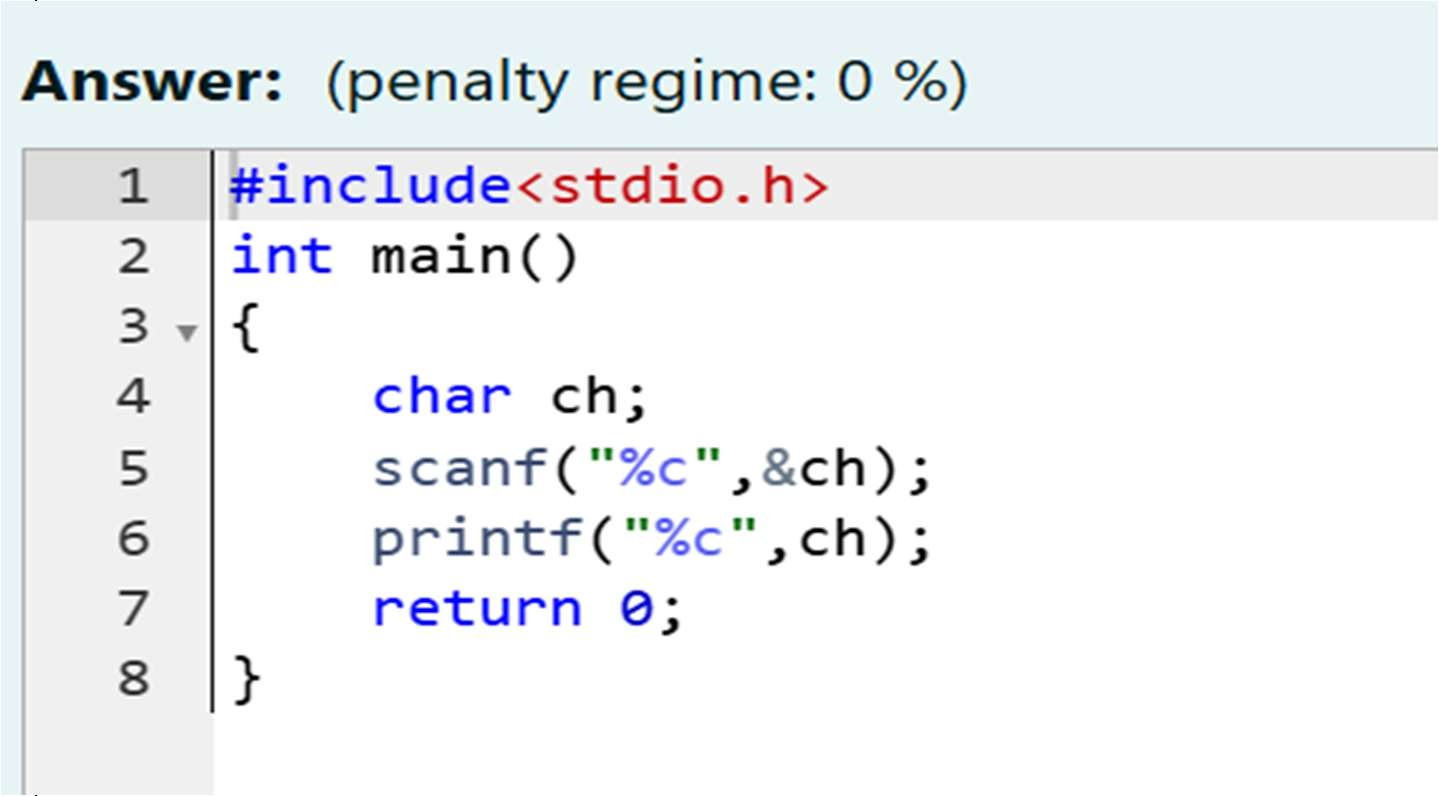 Answer: (penalty regime: 0 %)
1 #include<stdio.h>
2 int main()
3 {
4     char ch;
5     scanf("%c",&ch);
6     printf("%c",ch);
7     return 0;
8 }